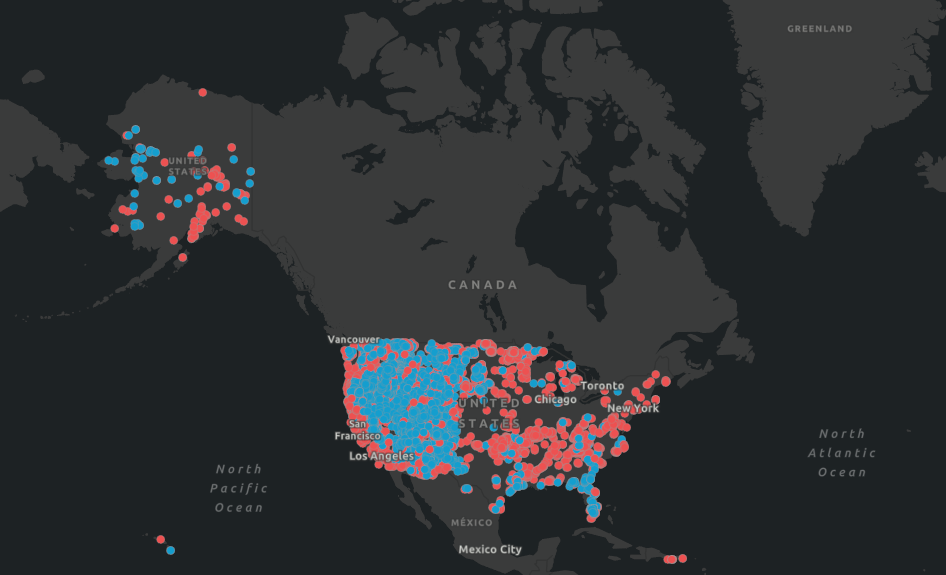 GREENLAND
UNITED
STATES
CANADA
Vancouver
Toronto
UNITED
Chicago
New York
STATES
San
Francisco
Los Angeles
North
Atlantic
Ocean
North
Pacific
Ocean
MÉXICO
Mexico City